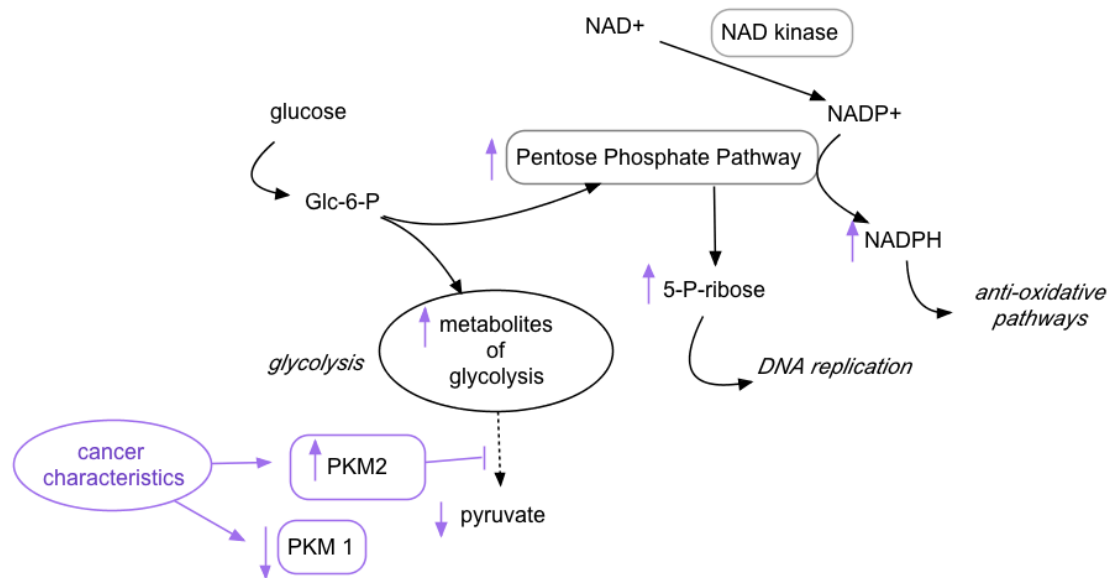 NAD+
NAD kinase
NADP+
glucose
Pentose Phosphate Pathway
Glc-6-P
NADPH
5-P-ribose
anti-oxidative
pathways
metabolites
of
glycolysis
glycolysis
DNA replication
cancer
characteristics
PKM2
pyruvate
PKM 1